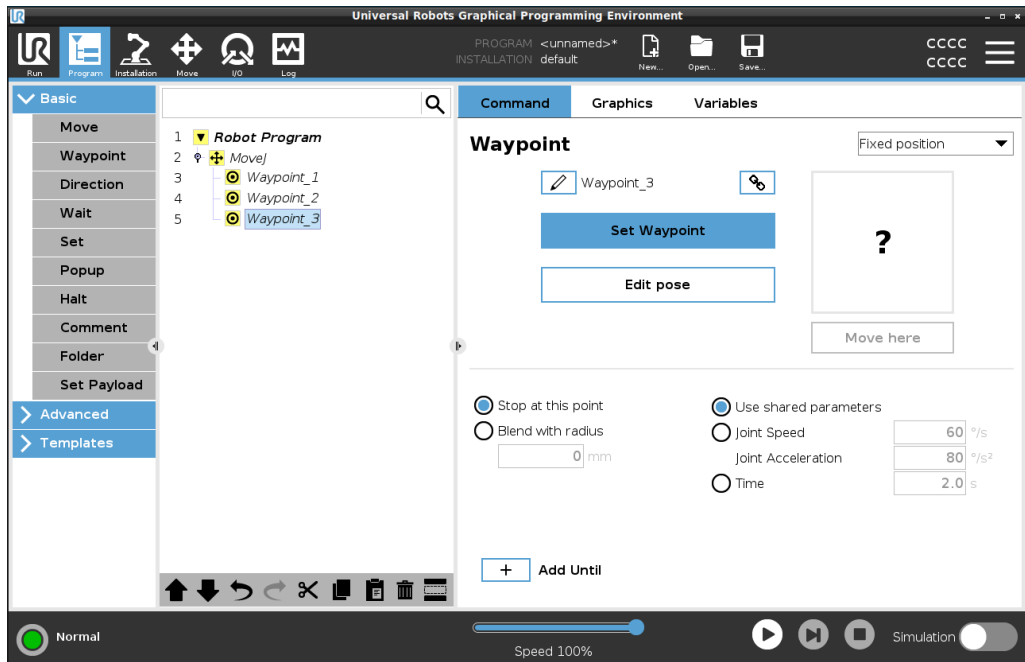 Universal Robots Graphical Programming Environment
Run
Program
Installation
Move
I/O
Log
PROGRAM <unnamed>*
INSTALLATION default
New...
Open...
Save...
CCCC
CCCC
Basic
Move
Waypoint
Direction
Wait
Set
Popup
Halt
Comment
Folder
Set Payload
Advanced
Templates
1 Robot Program
2 MoveJ
3 Waypoint_1
4 Waypoint_2
5 Waypoint_3
Command Graphics Variables
Waypoint
Fixed position
Waypoint_3
Set Waypoint
Edit pose
?
Move here
Stop at this point
Blend with radius
0 mm
Use shared parameters
Joint Speed 60 °/s
Joint Acceleration 80 °/s²
Time 2.0 s
+ Add Until
Normal
Speed 100%
Simulation